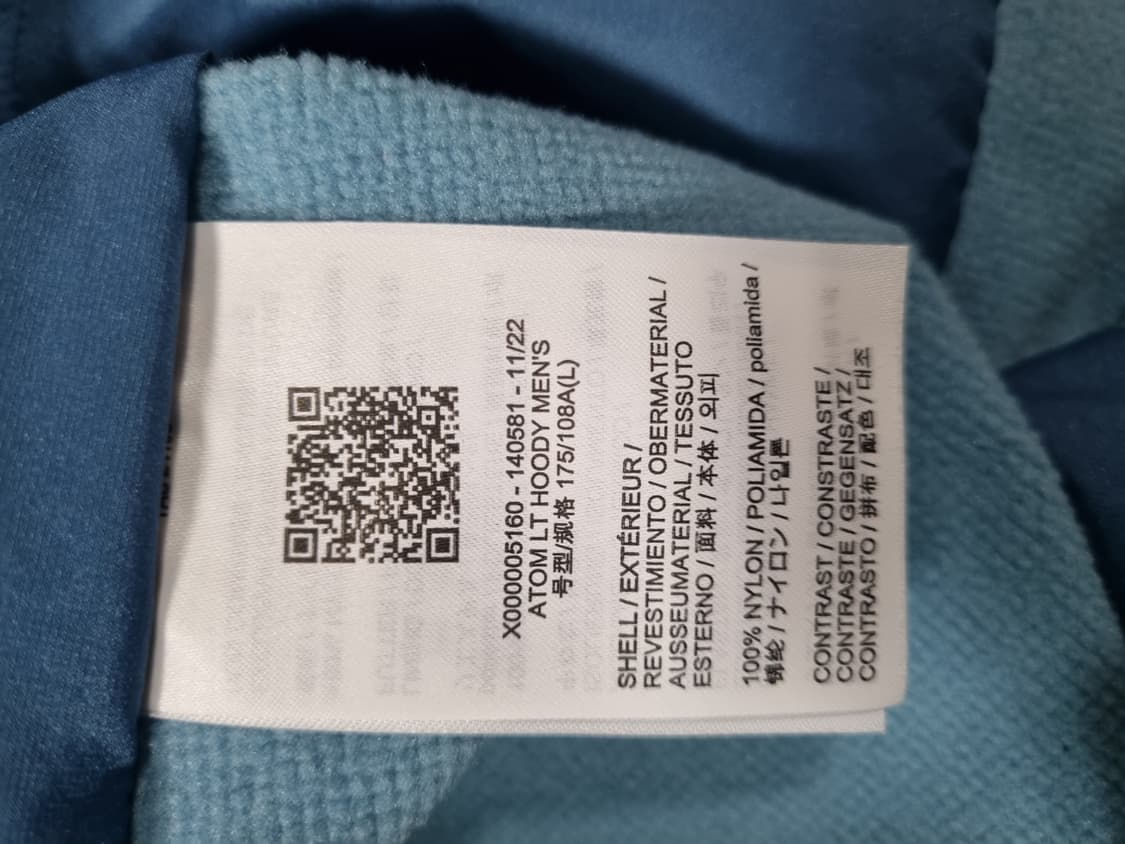 X000005160 - 140581 - 11/22
ATOM LT HOODY MEN'S
号型/规格 175/108A(L)
SHELL / EXTÉRIEUR /
REVESTIMIENTO / OBERMATERIAL /
AUSSEUMATERIAL / TESSUTO
ESTERNO / 面料 / 本体 / 외피
100% NYLON / POLIAMIDA / poliamida /
锦纶 / ナイロン / 나일론
CONTRAST / CONSTRASTE /
CONTRASTE / GEGENSATZ /
CONTRASTO / 拼布 / 配色 / 대조